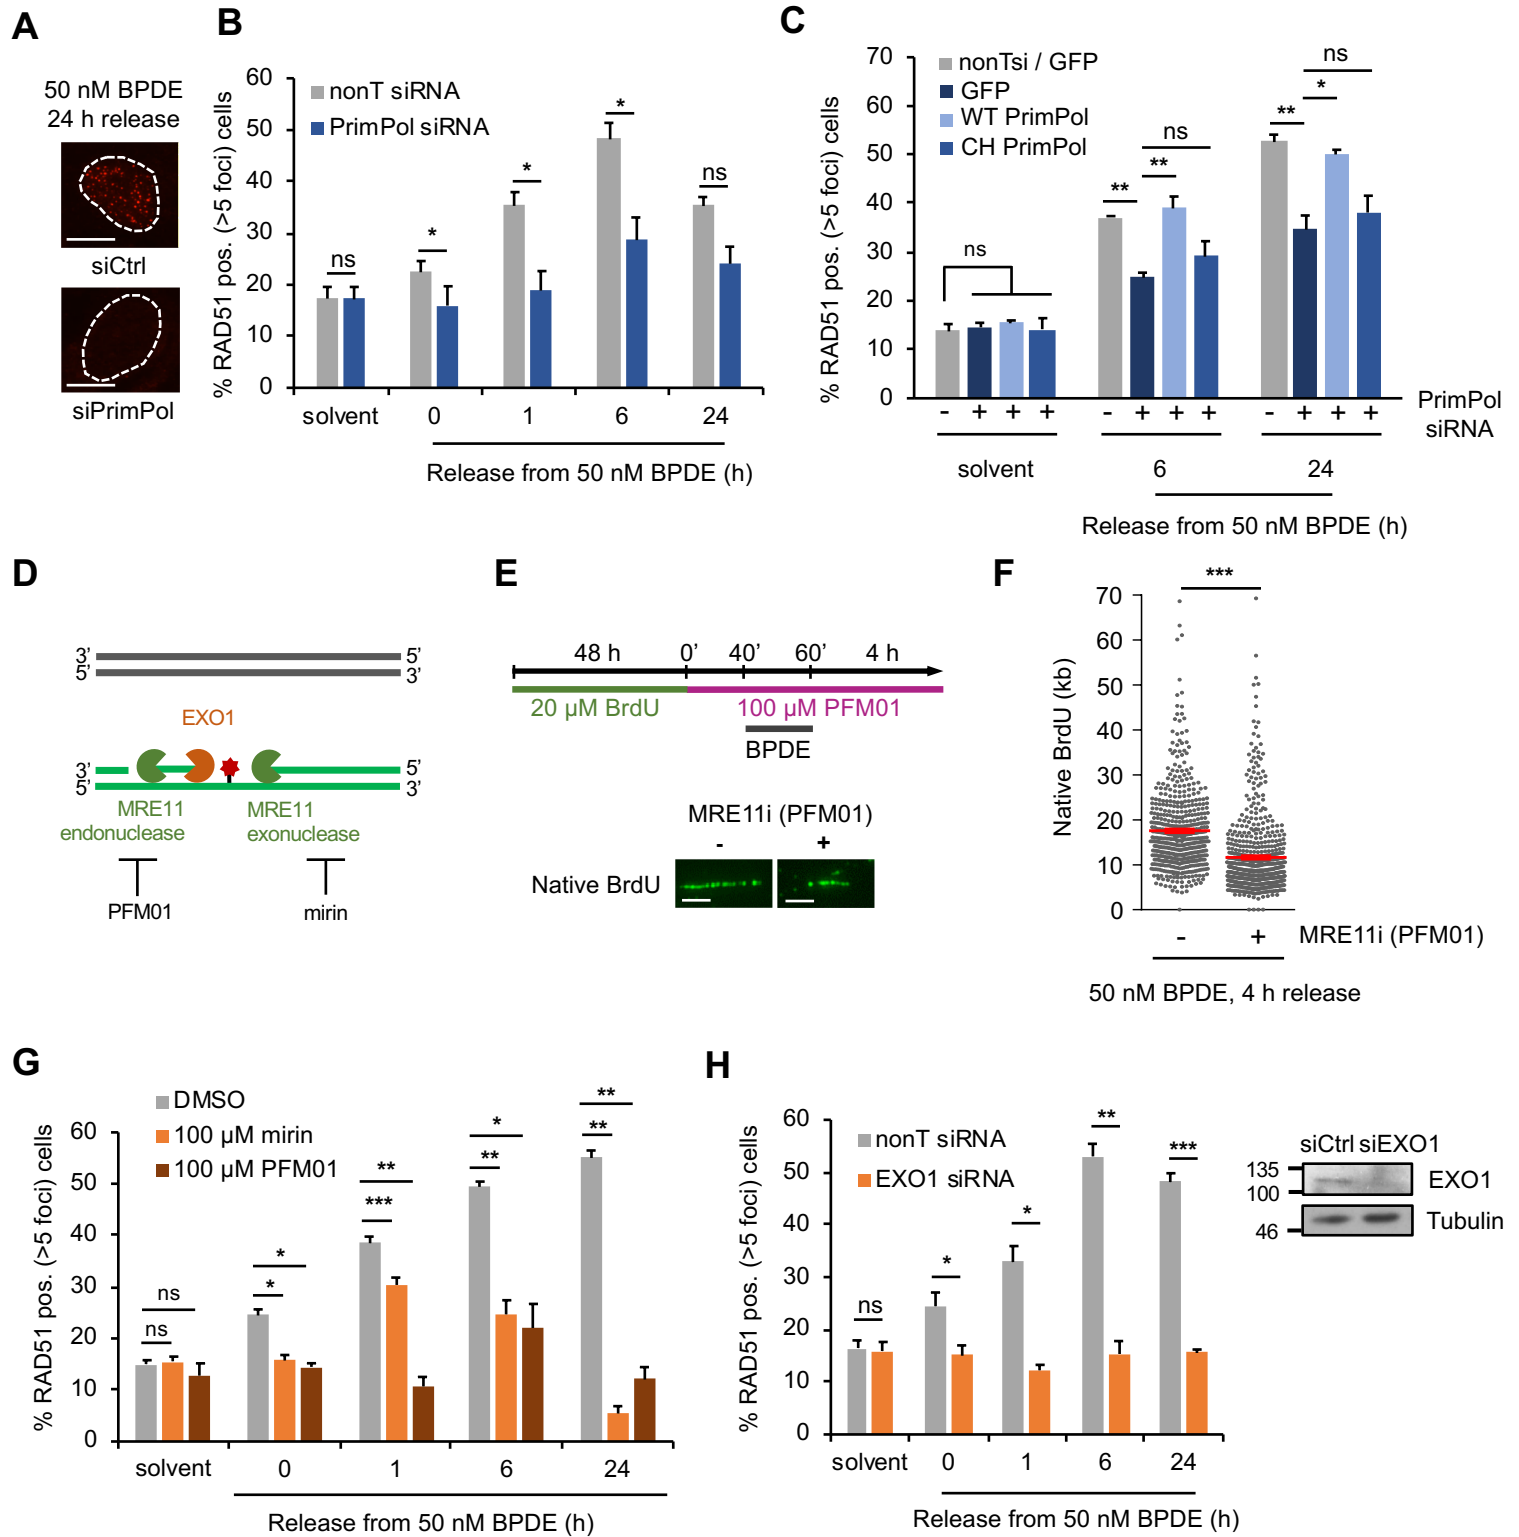 A
50 nM BPDE
24 h release
siCtrl
siPrimPol
B
% RAD51 pos. (>5 foci) cells
60
50
40
30
20
10
0
nonT siRNA
PrimPol siRNA
ns
*
*
*
ns
solvent
0
1
6
24
Release from 50 nM BPDE (h)
C
% RAD51 pos. (>5 foci) cells
70
60
50
40
30
20
10
0
nonTsi / GFP
GFP
WT PrimPol
CH PrimPol
ns
**
**
ns
**
*
ns
- + + + - + + + - + + +
PrimPol
siRNA
solvent
6
24
Release from 50 nM BPDE (h)
D
3’ 5’
5’ 3’
EXO1
3’ 5’
5’ 3’
MRE11
endonuclease
MRE11
exonuclease
PFM01
mirin
E
48 h 0’ 40’ 60’ 4 h
20 µM BrdU
100 µM PFM01
BPDE
MRE11i (PFM01)
- +
Native BrdU
F
***
Native BrdU (kb)
70
60
50
40
30
20
10
0
- + MRE11i (PFM01)
50 nM BPDE, 4 h release
G
% RAD51 pos. (>5 foci) cells
60
50
40
30
20
10
0
DMSO
100 µM mirin
100 µM PFM01
ns
ns
*
*
**
***
*
**
**
**
solvent
0
1
6
24
Release from 50 nM BPDE (h)
H
% RAD51 pos. (>5 foci) cells
60
50
40
30
20
10
0
nonT siRNA
EXO1 siRNA
ns
*
*
**
***
solvent
0
1
6
24
Release from 50 nM BPDE (h)
siCtrl siEXO1
135
100
EXO1
46
Tubulin